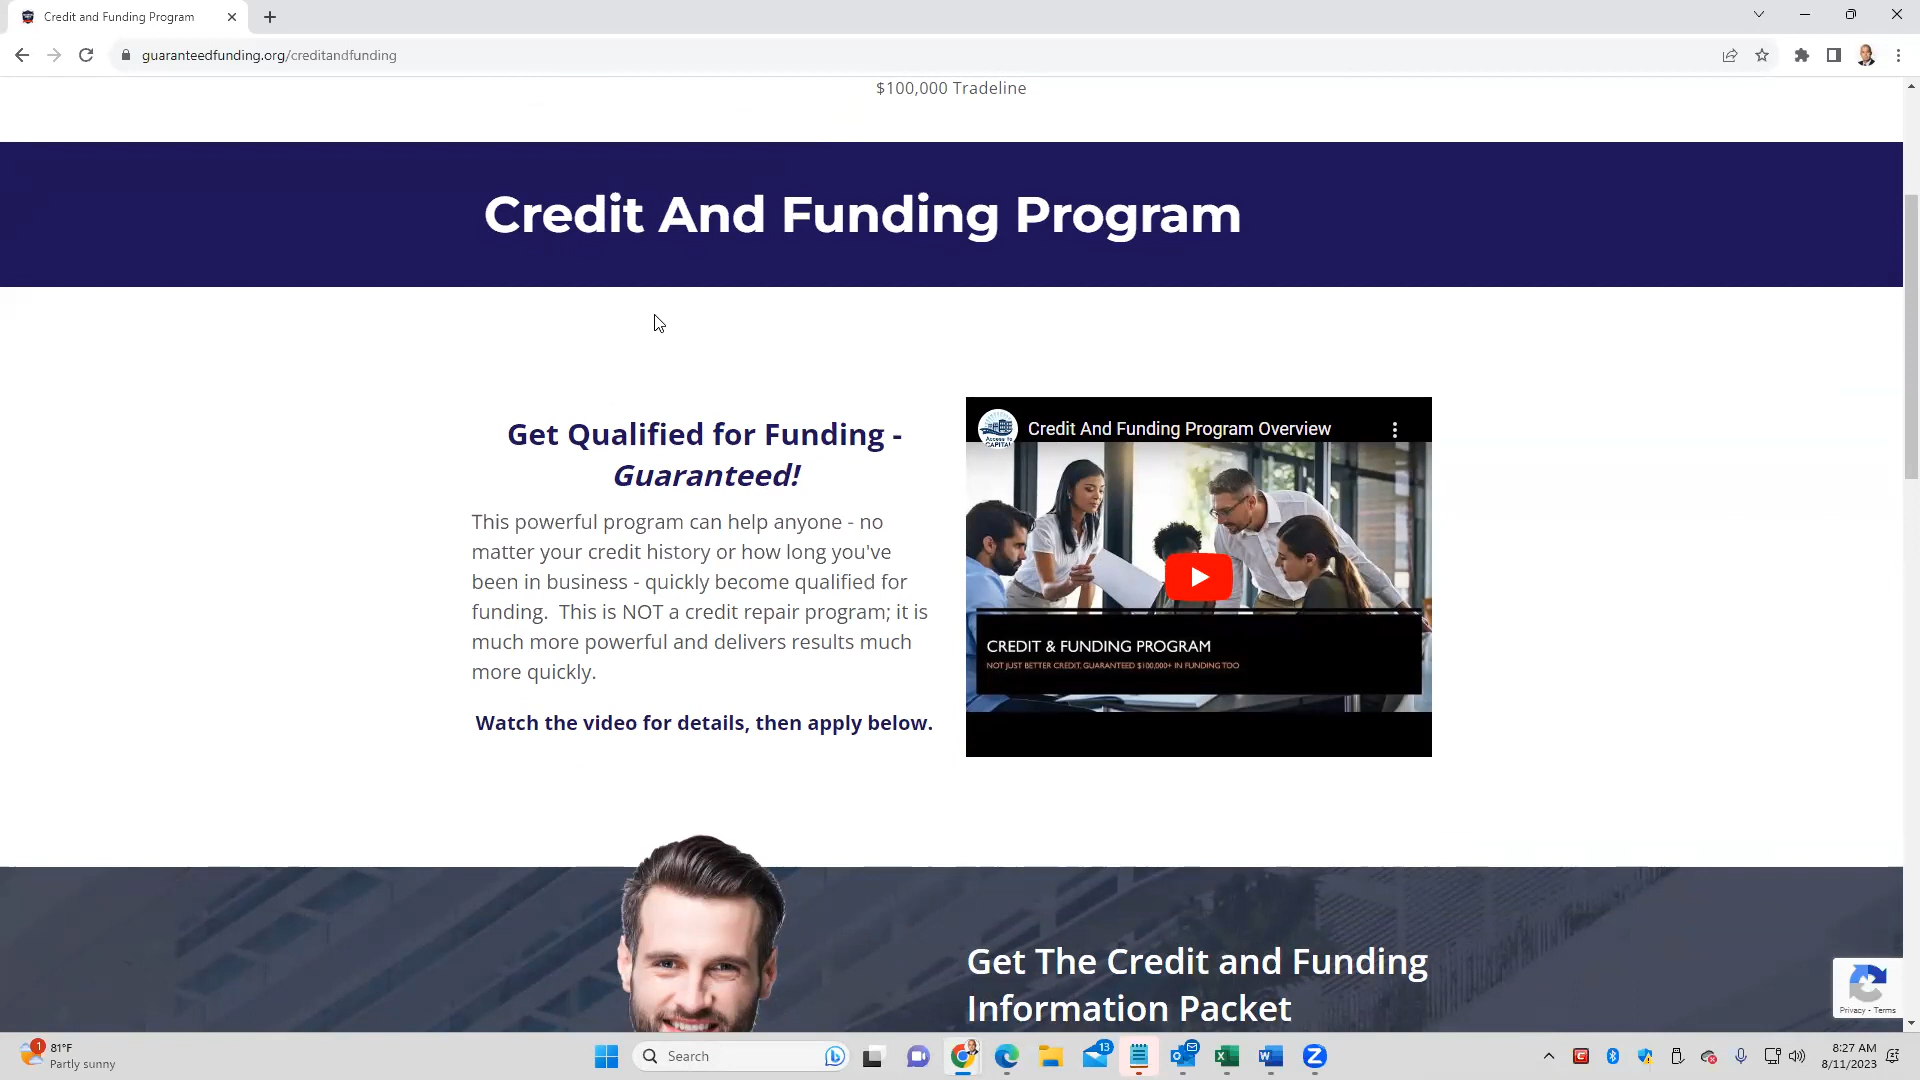 Credit and Funding Program
guaranteedfunding.org/creditandfunding
$100,000 Tradeline
Credit And Funding Program
Get Qualified for Funding -
Guaranteed!
This powerful program can help anyone - no
matter your credit history or how long you've
been in business - quickly become qualified for
funding.  This is NOT a credit repair program; it is
much more powerful and delivers results much
more quickly.
Watch the video for details, then apply below.
Access to
CAPITAL
Credit And Funding Program Overview
CREDIT & FUNDING PROGRAM
NOT JUST BETTER CREDIT, GUARANTEED $100,000+ IN FUNDING TOO
Get The Credit and Funding
Information Packet
Privacy - Terms
1
81°F
Partly sunny
Search
13
8:27 AM
8/11/2023